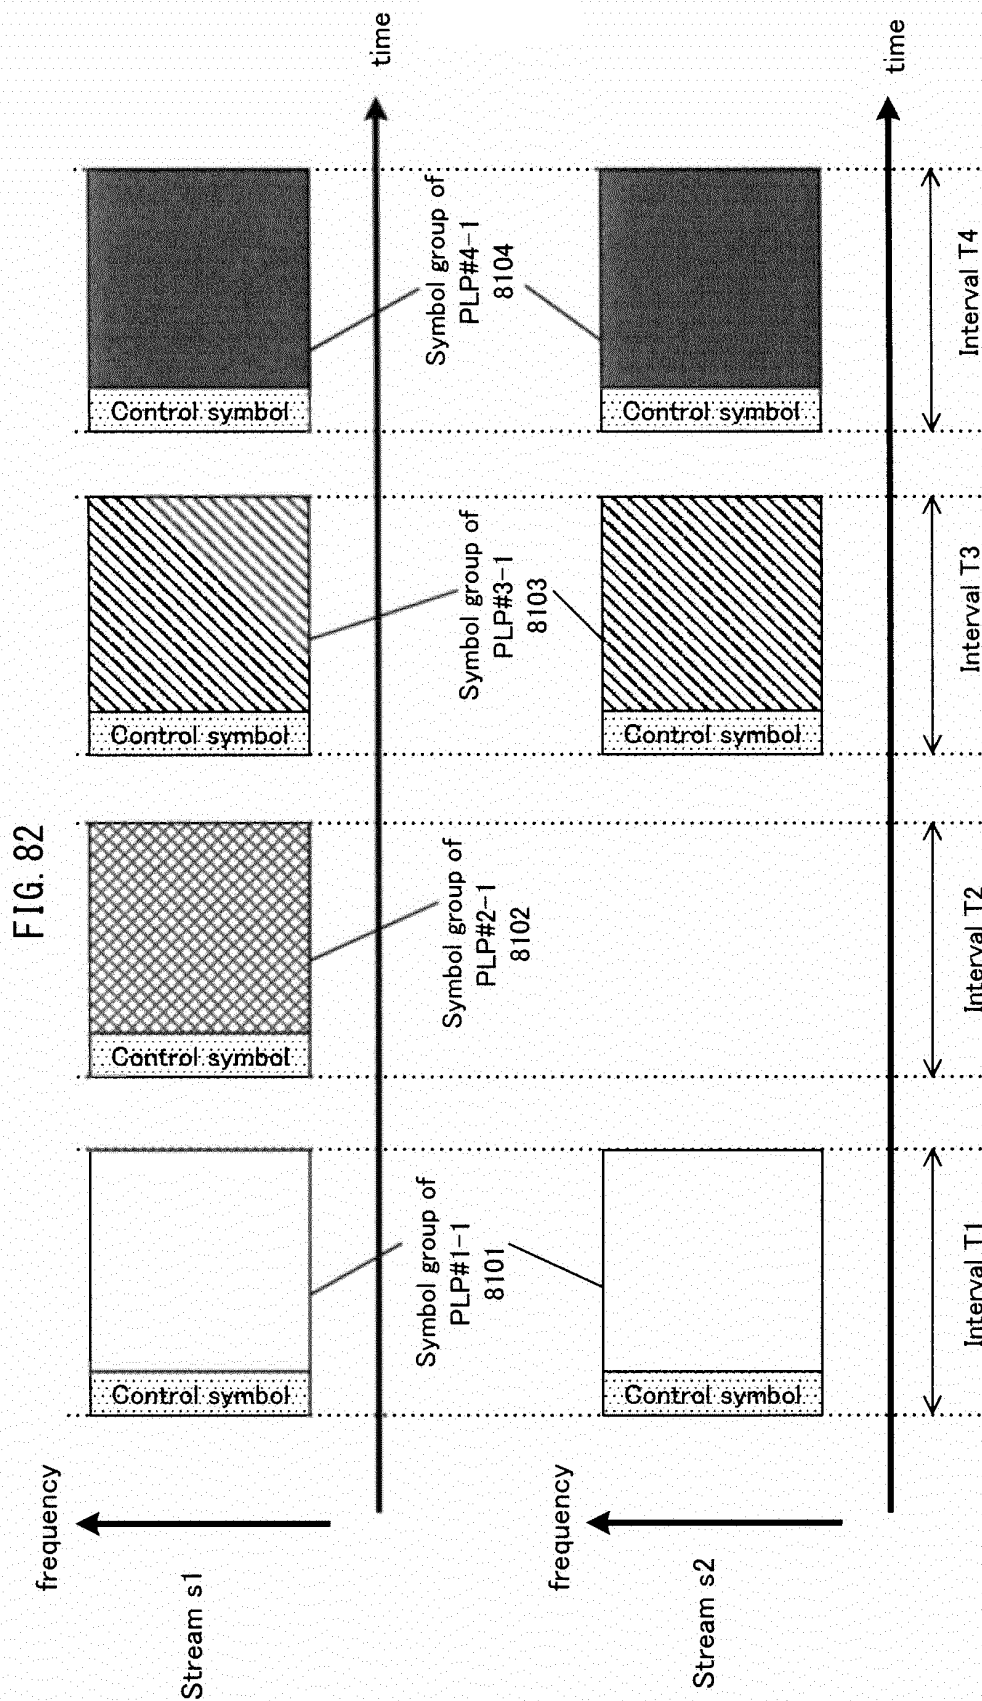 FIG. 82
frequency
Stream s1
Control symbol
Control symbol
Control symbol
Control symbol
time
Symbol group of
PLP#1-1
8101
Symbol group of
PLP#2-1
8102
Symbol group of
PLP#3-1
8103
Symbol group of
PLP#4-1
8104
frequency
Stream s2
Control symbol
Control symbol
Control symbol
time
Interval T1
Interval T2
Interval T3
Interval T4